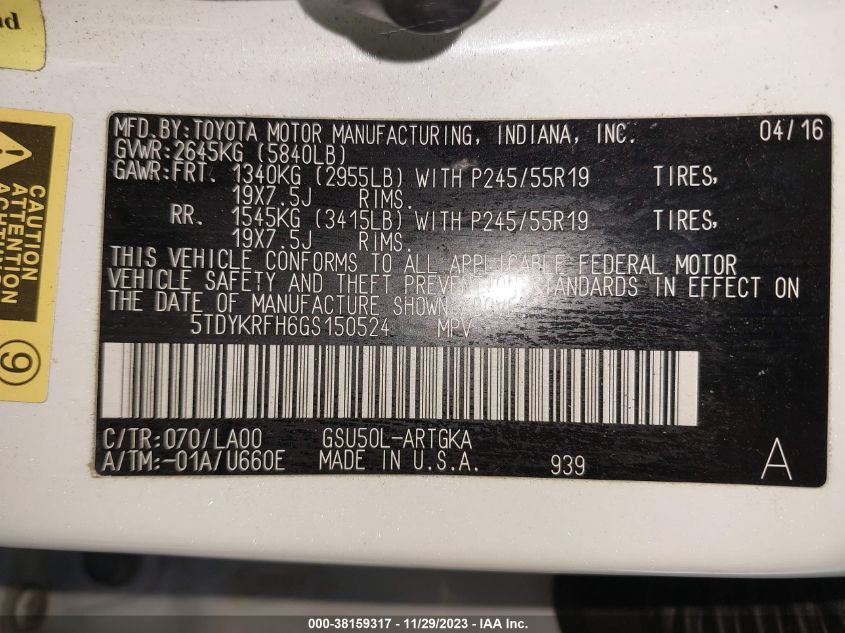 MFD.BY:TOYOTA MOTOR MANUFACTURING, INDIANA, INC. 04/16
GVWR:2645KG (5840LB)
GAWR:FRT. 1340KG (2955LB) WITH P245/55R19 TIRES,
19X7.5J RIMS.
RR. 1545KG (3415LB) WITH P245/55R19 TIRES,
19X7.5J RIMS.
THIS VEHICLE CONFORMS TO ALL APPLICABLE FEDERAL MOTOR
VEHICLE SAFETY AND THEFT PREVENTION STANDARDS IN EFFECT ON
THE DATE OF MANUFACTURE SHOWN
5TDYKRFH6GS150524 MPV
C/TR:070/LA00 GSU50L-ARTGKA
A/TM:-01A/U660E MADE IN U.S.A. 939 A
CAUTION
ATTENTION
ACHTUNG
9
000-38159317 - 11/29/2023 - IAA Inc.